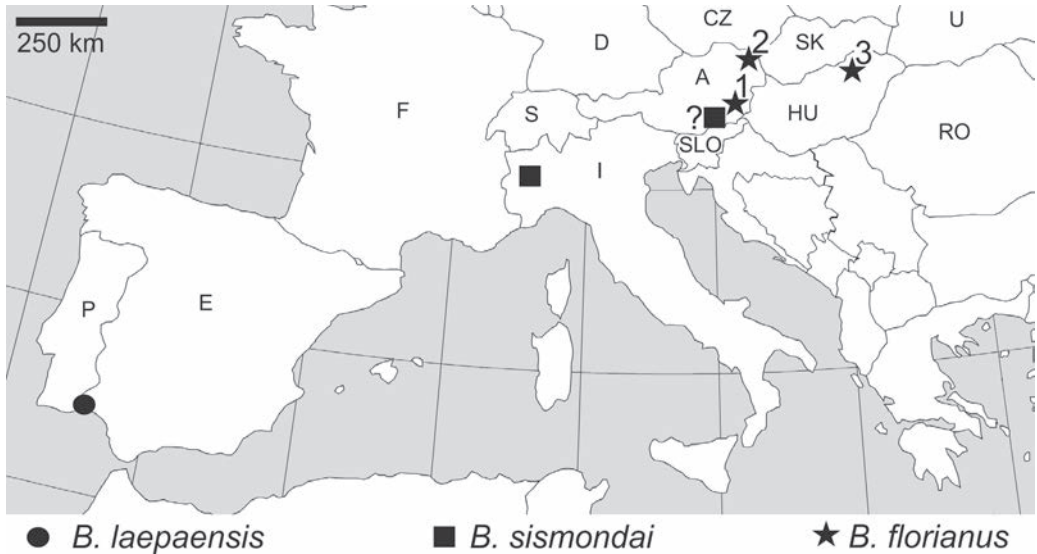 250 km
CZ
U
D
SK
2
3
A
1
F
S
?
HU
SLO
RO
I
P
E
B. laepaensis
B. sismondai
B. florianus